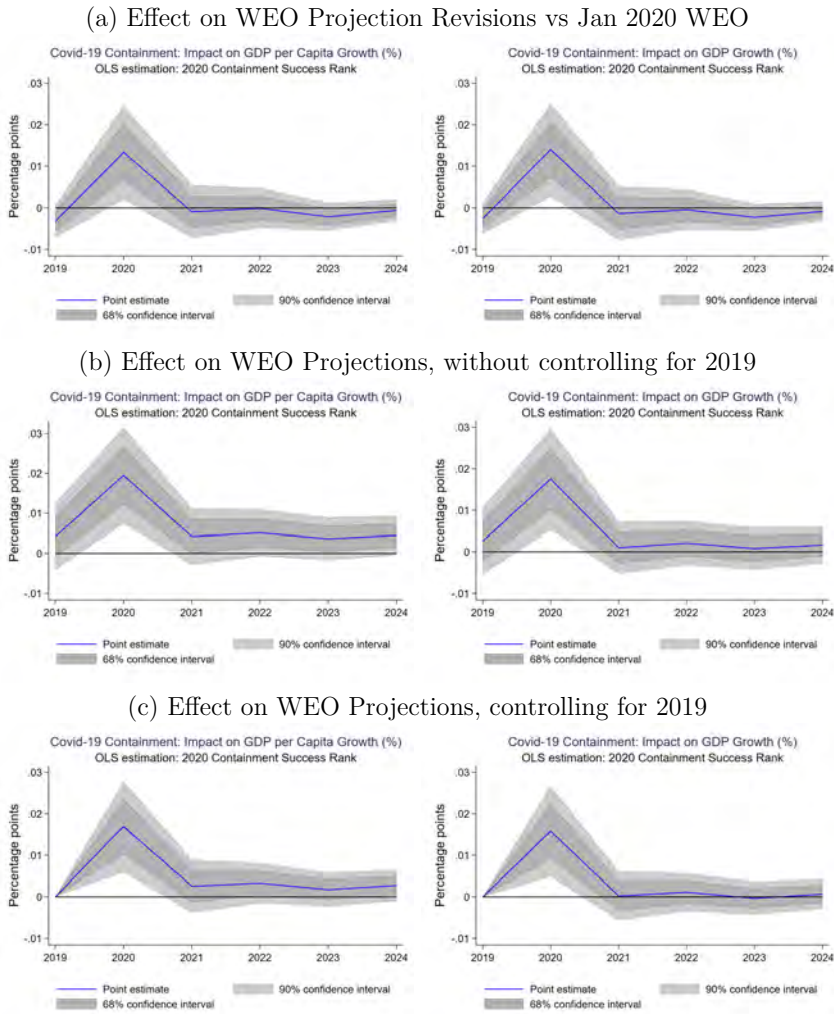 (a) Effect on WEO Projection Revisions vs Jan 2020 WEO
Covid-19 Containment: Impact on GDP per Capita Growth (%)
OLS estimation: 2020 Containment Success Rank
Percentage points
.03
.02
.01
0
-.01
2019 2020 2021 2022 2023 2024
Point estimate 90% confidence interval
68% confidence interval
Covid-19 Containment: Impact on GDP Growth (%)
OLS estimation: 2020 Containment Success Rank
Percentage points
.03
.02
.01
0
-.01
2019 2020 2021 2022 2023 2024
Point estimate 90% confidence interval
68% confidence interval
(b) Effect on WEO Projections, without controlling for 2019
Covid-19 Containment: Impact on GDP per Capita Growth (%)
OLS estimation: 2020 Containment Success Rank
Percentage points
.03
.02
.01
0
-.01
2019 2020 2021 2022 2023 2024
Point estimate 90% confidence interval
68% confidence interval
Covid-19 Containment: Impact on GDP Growth (%)
OLS estimation: 2020 Containment Success Rank
Percentage points
.03
.02
.01
0
-.01
2019 2020 2021 2022 2023 2024
Point estimate 90% confidence interval
68% confidence interval
(c) Effect on WEO Projections, controlling for 2019
Covid-19 Containment: Impact on GDP per Capita Growth (%)
OLS estimation: 2020 Containment Success Rank
Percentage points
.03
.02
.01
0
-.01
2019 2020 2021 2022 2023 2024
Point estimate 90% confidence interval
68% confidence interval
Covid-19 Containment: Impact on GDP Growth (%)
OLS estimation: 2020 Containment Success Rank
Percentage points
.03
.02
.01
0
-.01
2019 2020 2021 2022 2023 2024
Point estimate 90% confidence interval
68% confidence interval